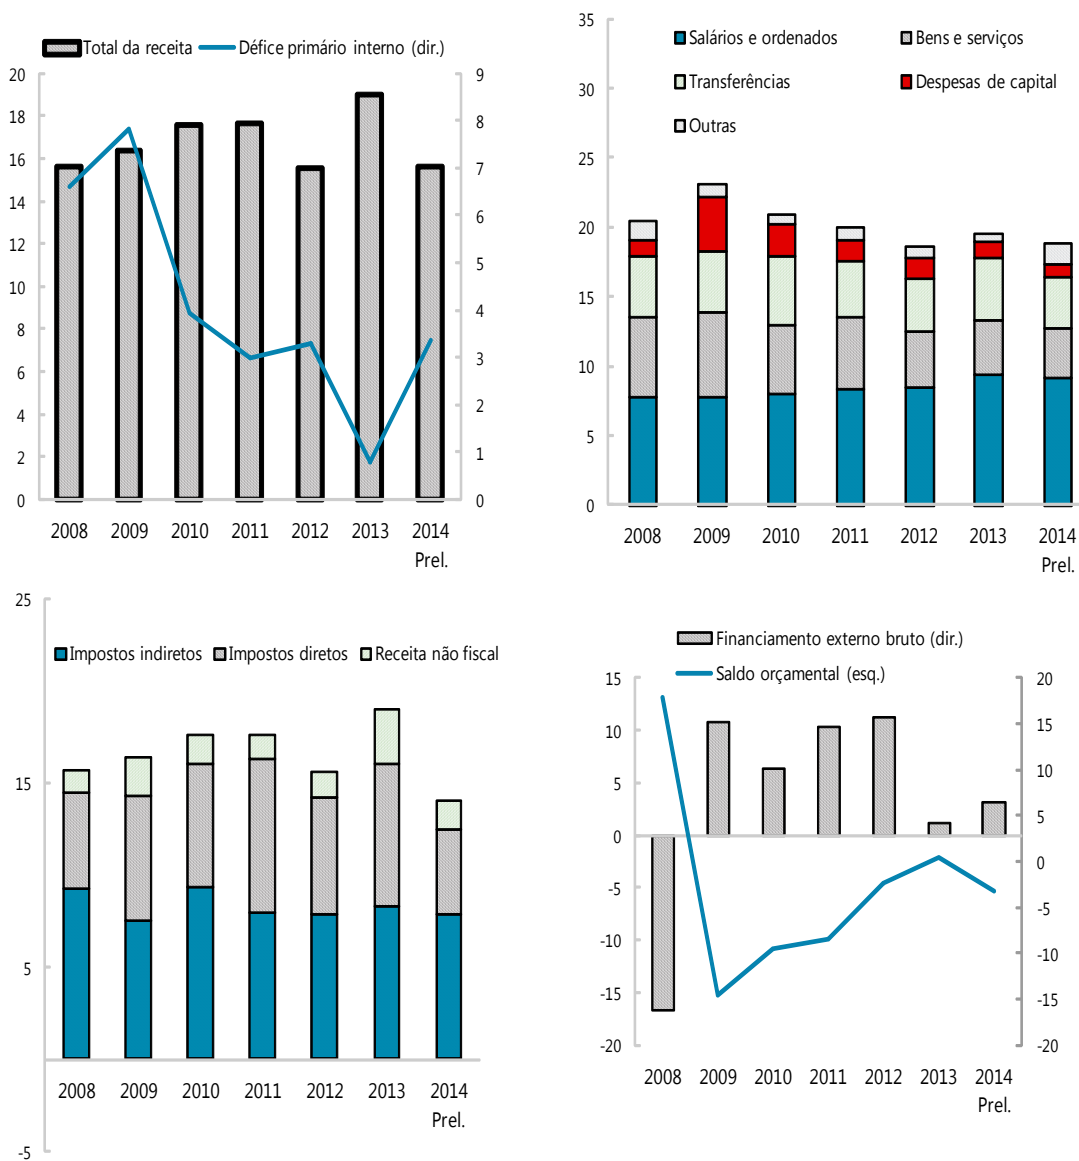 Total da receita
Défice primário interno (dir.)
20
18
16
14
12
10
8
6
4
2
0
9
8
7
6
5
4
3
2
1
0
2008 2009 2010 2011 2012 2013 2014
Prel.
Salários e ordenados
Bens e serviços
Transferências
Despesas de capital
Outras
35
30
25
20
15
10
5
0
2008 2009 2010 2011 2012 2013 2014
Prel.
Impostos indiretos
Impostos diretos
Receita não fiscal
25
15
5
-5
2008 2009 2010 2011 2012 2013 2014
Prel.
Financiamento externo bruto (dir.)
Saldo orçamental (esq.)
15
10
5
0
-5
-10
-15
-20
20
15
10
5
0
-5
-10
-15
-20
2008 2009 2010 2011 2012 2013 2014
Prel.